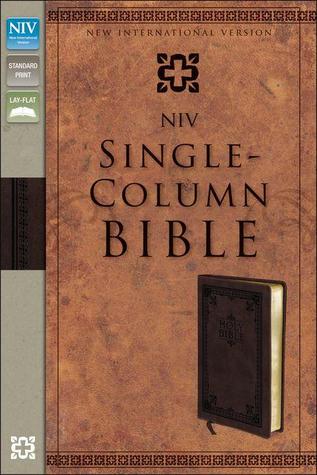 NIV
New International
Version
STANDARD
PRINT
LAY-FLAT
NEW INTERNATIONAL VERSION
NIV
SINGLE-
COLUMN
BIBLE
HOLY
BIBLE